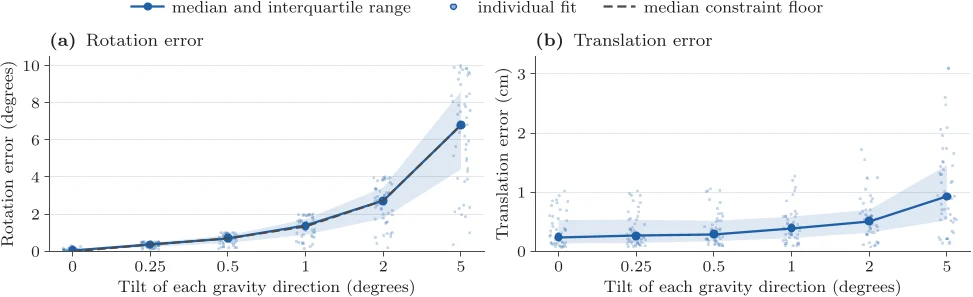 median and interquartile range individual fit median constraint floor
(a) Rotation error
Rotation error (degrees)
10
8
6
4
2
0
0 0.25 0.5 1 2 5
Tilt of each gravity direction (degrees)
(b) Translation error
Translation error (cm)
3
2
1
0
0 0.25 0.5 1 2 5
Tilt of each gravity direction (degrees)